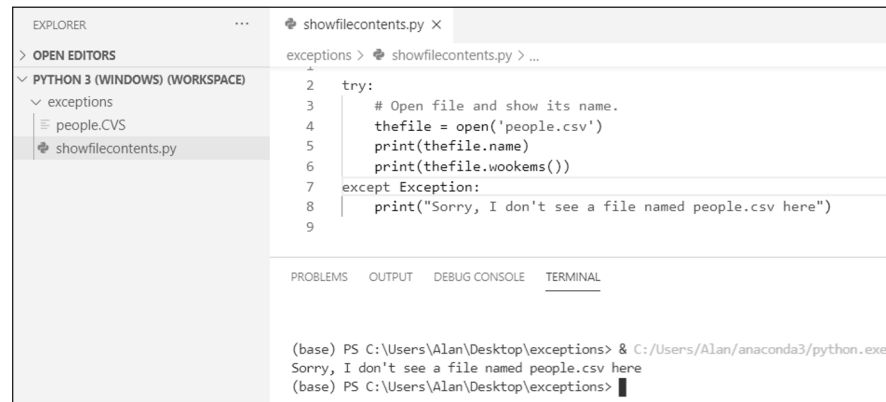 EXPLORER ...
> OPEN EDITORS
PYTHON 3 (WINDOWS) (WORKSPACE)
exceptions
people.CVS
showfilecontents.py
showfilecontents.py ×
exceptions > showfilecontents.py > ...
1
2 try:
3 # Open file and show its name.
4 thefile = open('people.csv')
5 print(thefile.name)
6 print(thefile.wookems())
7 except Exception:
8 print("Sorry, I don't see a file named people.csv here")
9
PROBLEMS OUTPUT DEBUG CONSOLE TERMINAL
(base) PS C:\Users\Alan\Desktop\exceptions> & C:/Users/Alan/anaconda3/python.exe
Sorry, I don't see a file named people.csv here
(base) PS C:\Users\Alan\Desktop\exceptions>